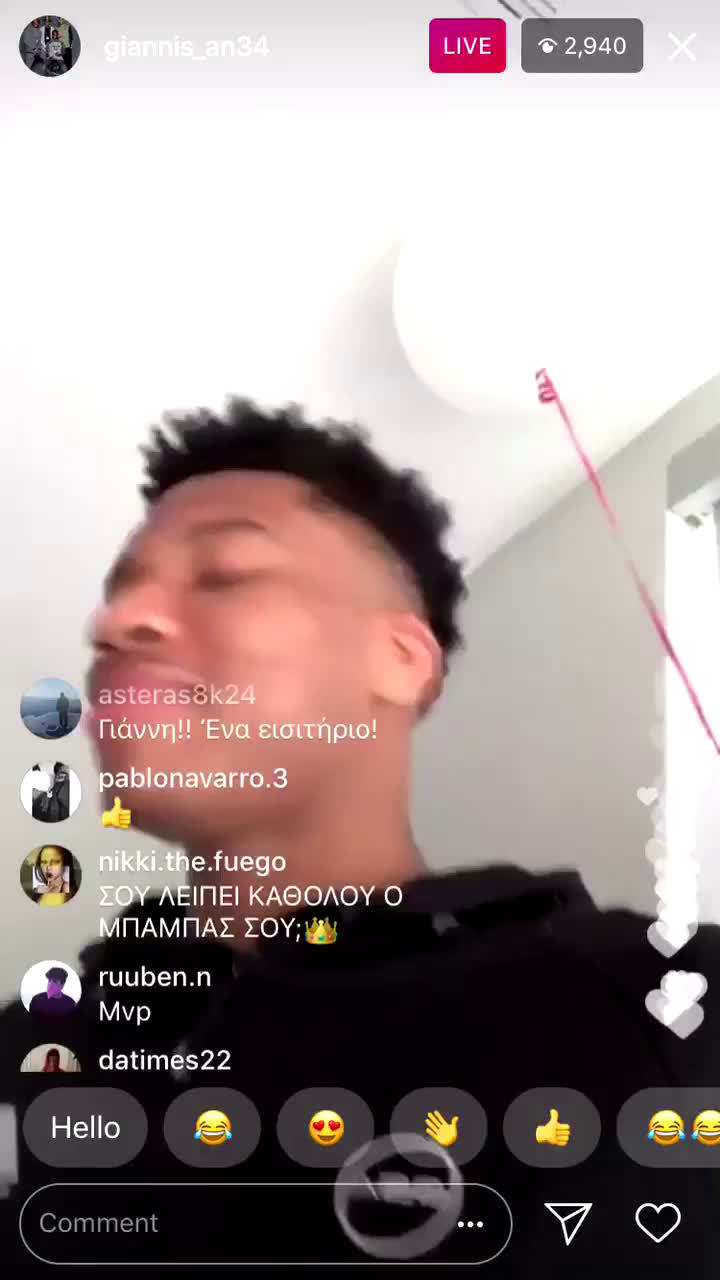 giannis_an34
LIVE
2,940
asteras8k24
Γιάννη!! Ένα εισιτήριο!
pablonavarro.3
nikki.the.fuego
ΣΟΥ ΛΕΙΠΕΙ ΚΑΘΟΛΟΥ Ο
ΜΠΑΜΠΑΣ ΣΟΥ;
ruuben.n
Mvp
datimes22
Hello
Comment